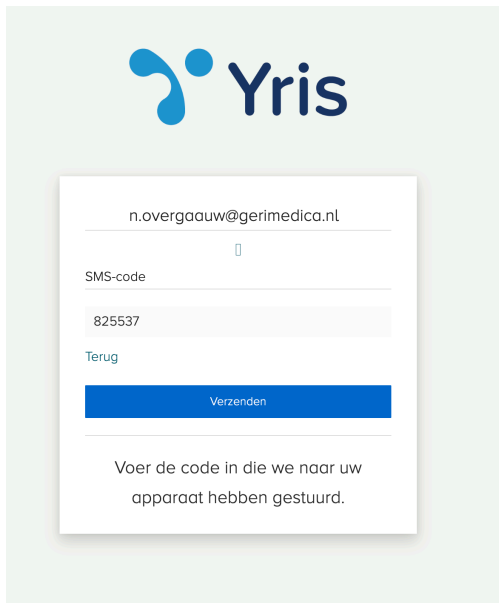 Yris
n.overgaauw@gerimedica.nl
SMS-code
825537
Terug
Verzenden
Voer de code in die we naar uw
apparaat hebben gestuurd.